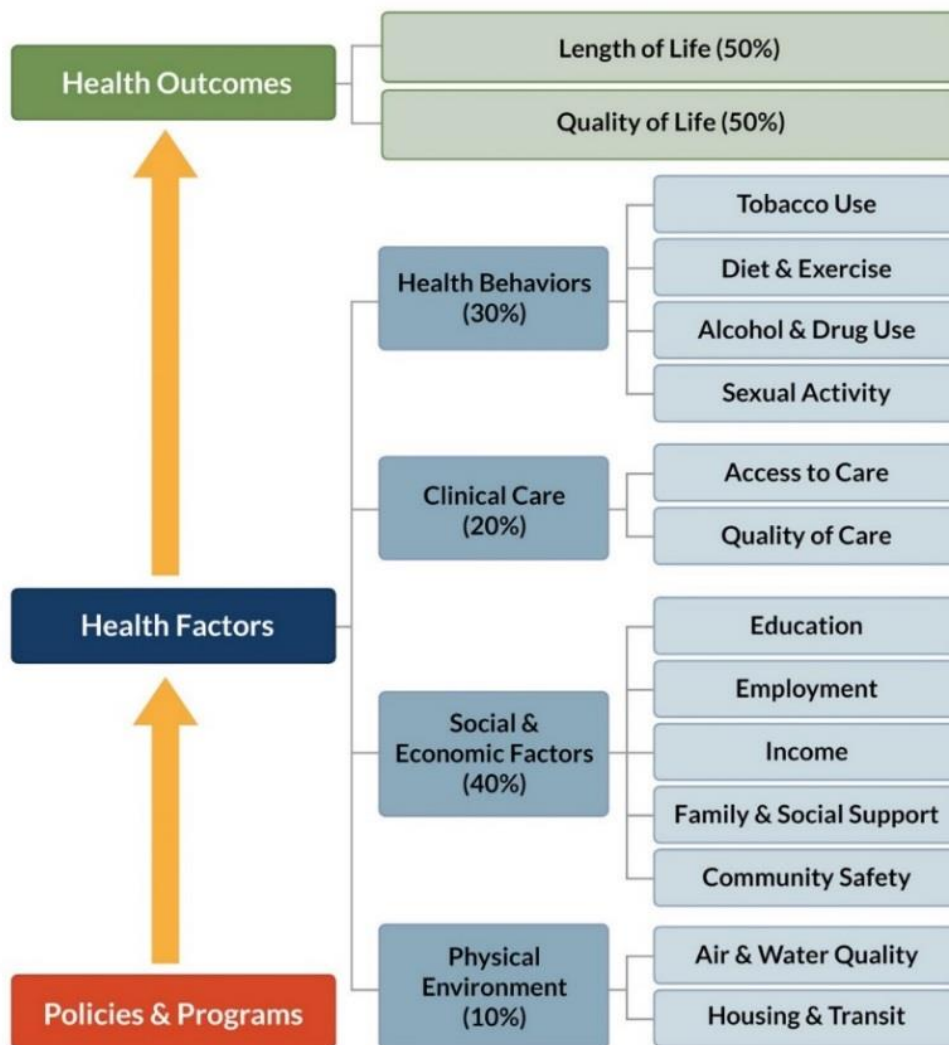 Health Outcomes
Length of Life (50%)
Quality of Life (50%)
Health Factors
Health Behaviors
(30%)
Tobacco Use
Diet & Exercise
Alcohol & Drug Use
Sexual Activity
Clinical Care
(20%)
Access to Care
Quality of Care
Social &
Economic Factors
(40%)
Education
Employment
Income
Family & Social Support
Community Safety
Physical
Environment
(10%)
Air & Water Quality
Housing & Transit
Policies & Programs